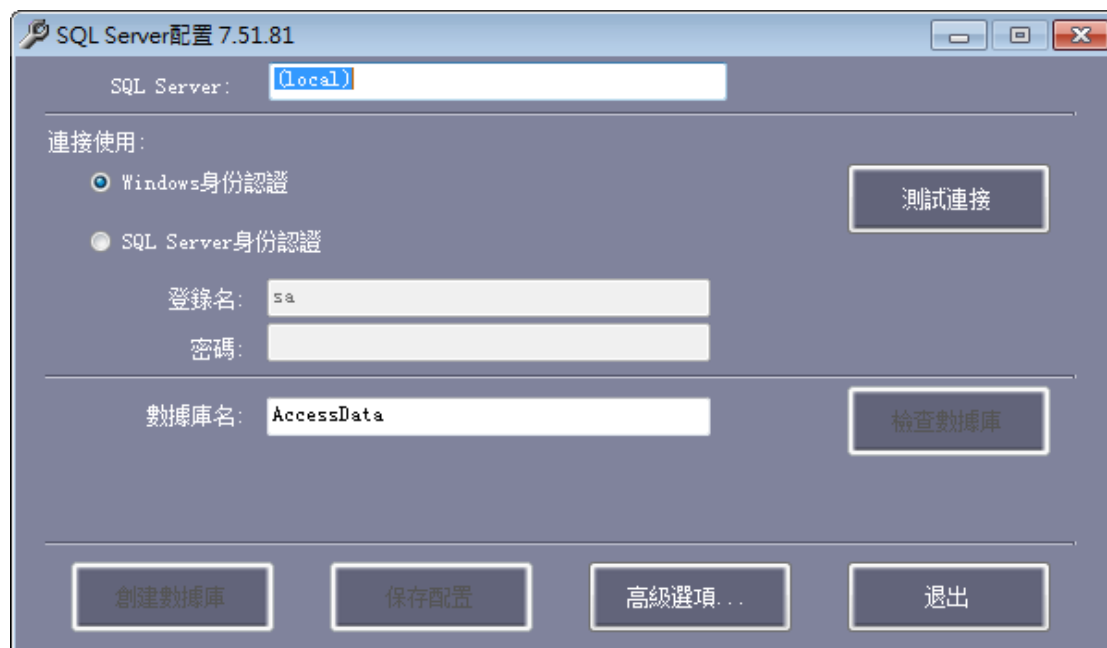 SQL Server配置 7.51.81
SQL Server:
(local)
連接使用:
Windows身份認證
測試連接
SQL Server身份認證
登錄名:
sa
密碼:
數據庫名:
AccessData
檢查數據庫
創建數據庫
保存配置
高級選項...
退出